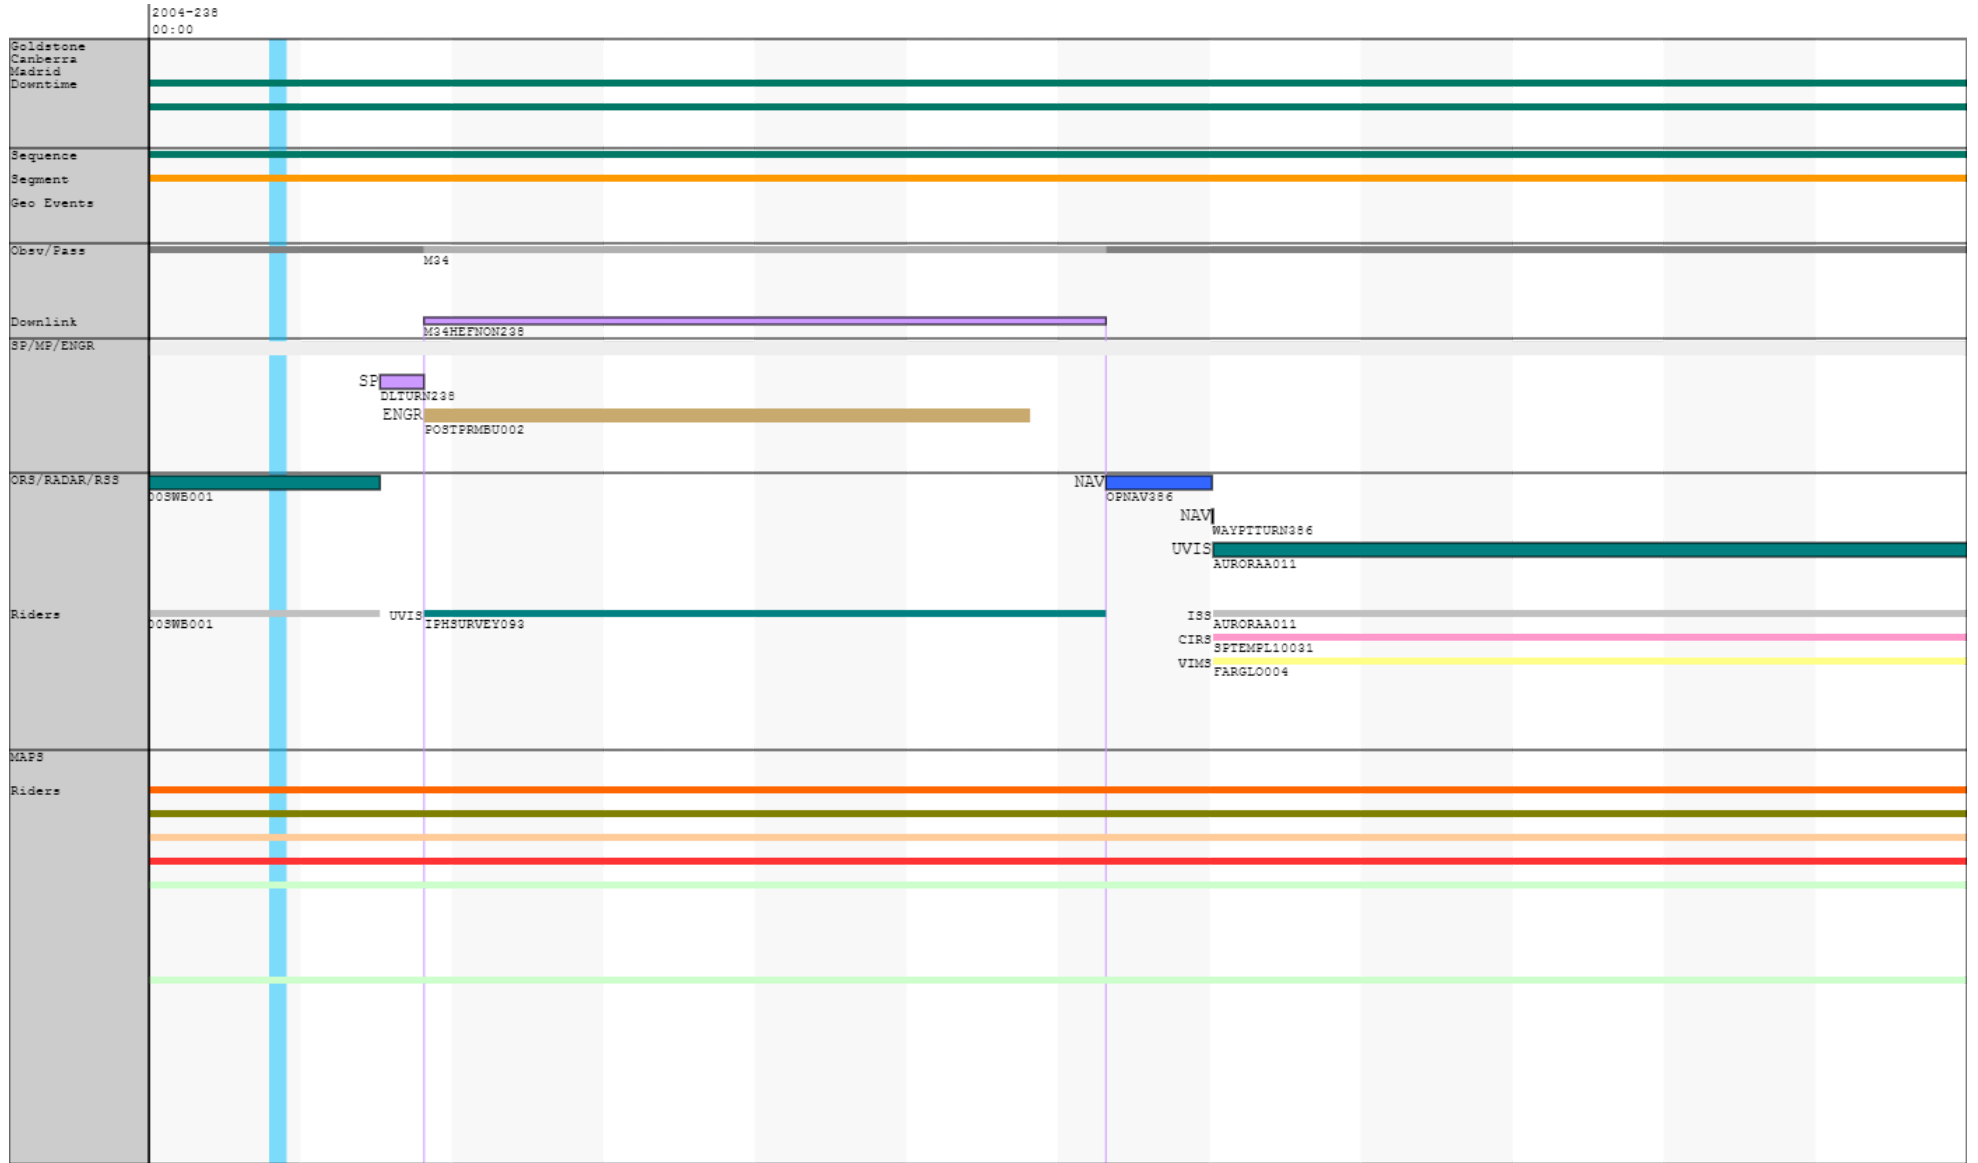 2004-238
00:00
Goldstone
Canberra
Madrid
Downtime
Sequence
Segment
Geo Events
Obsv/Pass
M34
Downlink
M34HEFNON238
SP/MP/ENGR
SP
DLTURN238
ENGR
POSTPRMBU002
ORS/RADAR/RSS
NAV
00SWB001
OPNAV386
NAV
WAYPTTURN386
UVIS
AURORAA011
Riders
UVIS
ISS
00SWB001
IPHSURVEY093
AURORAA011
CIRS
SPTEMPL10031
VIMS
FARGLO004
MAPS
Riders